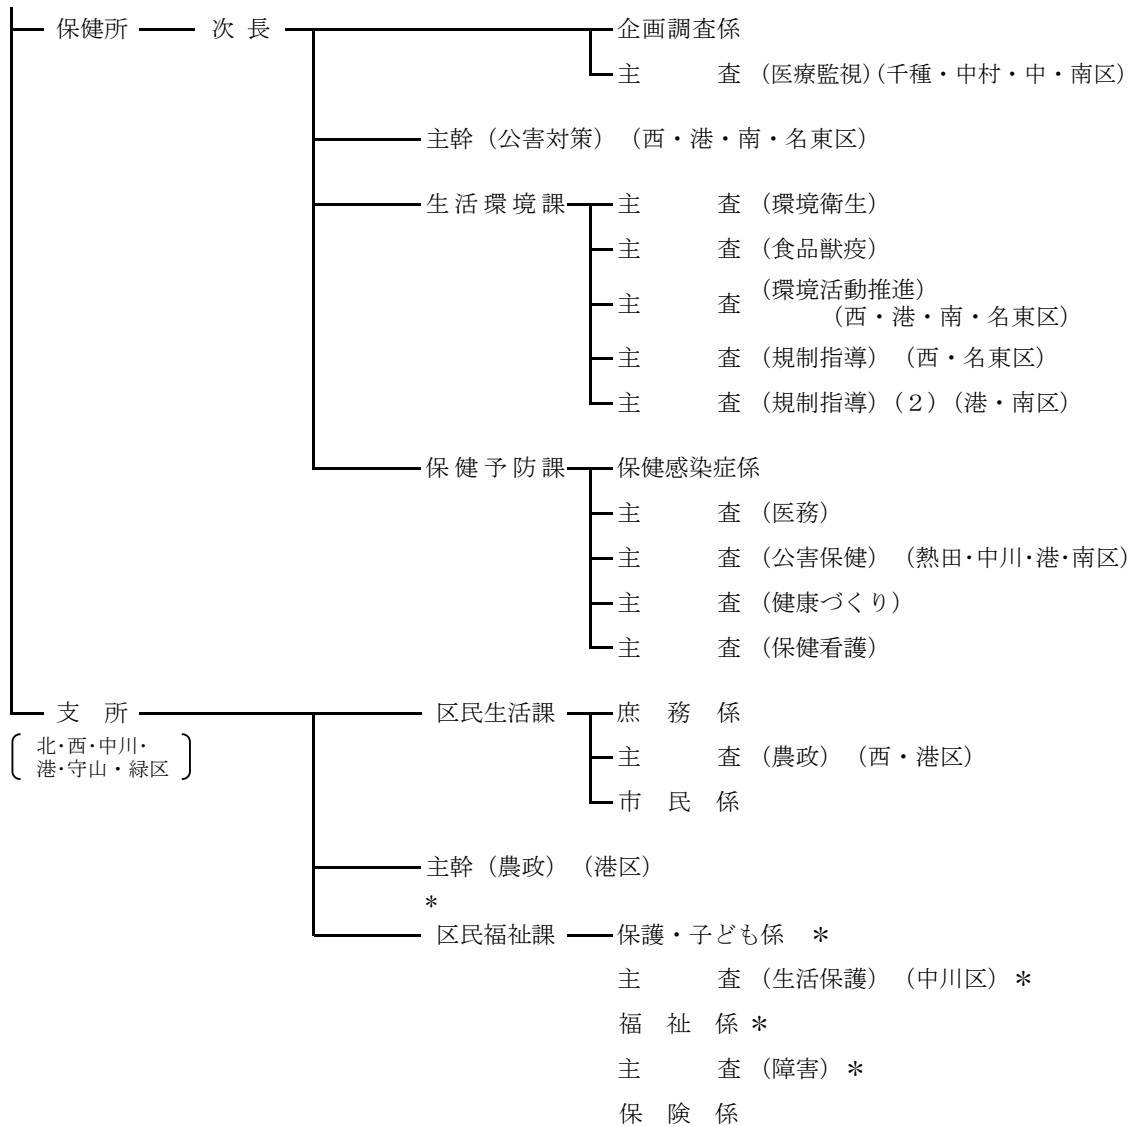 保健所 次 長 企画調査係
主 査 (医療監視)(千種・中村・中・南区)
主幹(公害対策)(西・港・南・名東区)
生活環境課 主 査(環境衛生)
主 査(食品獣疫)
主 査(環境活動推進)
(西・港・南・名東区)
主 査(規制指導)(西・名東区)
主 査(規制指導)(2)(港・南区)
保健予防課 保健感染症係
主 査(医務)
主 査(公害保健)(熱田・中川・港・南区)
主 査(健康づくり)
主 査(保健看護)
支 所 区民生活課 庶 務 係
北・西・中川・
港・守山・緑区
主 査(農政)(西・港区)
市 民 係
主幹(農政)(港区)
*
区民福祉課 保護・子ども係 *
主 査(生活保護)(中川区)*
福 祉 係 *
主 査(障害)*
保 険 係